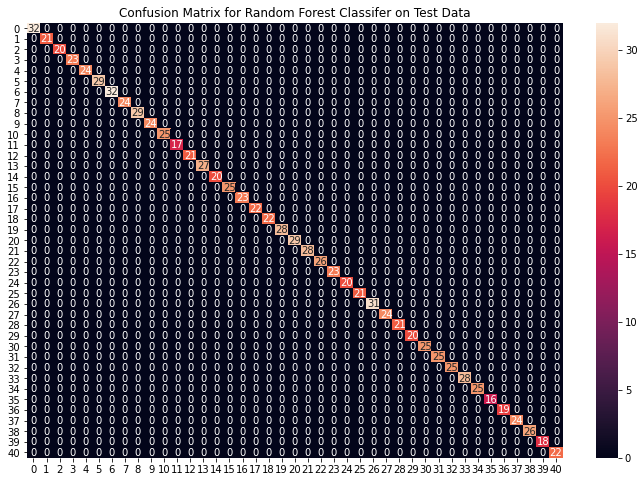 Confusion Matrix for Random Forest Classifer on Test Data
0 32 0 0 0 0 0 0 0 0 0 0 0 0 0 0 0 0 0 0 0 0 0 0 0 0 0 0 0 0 0 0 0 0 0 0 0 0 0 0 0 0 0
1 0 21 0 0 0 0 0 0 0 0 0 0 0 0 0 0 0 0 0 0 0 0 0 0 0 0 0 0 0 0 0 0 0 0 0 0 0 0 0 0 0 0
2 0 0 20 0 0 0 0 0 0 0 0 0 0 0 0 0 0 0 0 0 0 0 0 0 0 0 0 0 0 0 0 0 0 0 0 0 0 0 0 0 0 0
3 0 0 0 23 0 0 0 0 0 0 0 0 0 0 0 0 0 0 0 0 0 0 0 0 0 0 0 0 0 0 0 0 0 0 0 0 0 0 0 0 0 0
4 0 0 0 0 24 0 0 0 0 0 0 0 0 0 0 0 0 0 0 0 0 0 0 0 0 0 0 0 0 0 0 0 0 0 0 0 0 0 0 0 0 0
5 0 0 0 0 0 29 0 0 0 0 0 0 0 0 0 0 0 0 0 0 0 0 0 0 0 0 0 0 0 0 0 0 0 0 0 0 0 0 0 0 0 0
6 0 0 0 0 0 0 32 0 0 0 0 0 0 0 0 0 0 0 0 0 0 0 0 0 0 0 0 0 0 0 0 0 0 0 0 0 0 0 0 0 0 0
7 0 0 0 0 0 0 0 24 0 0 0 0 0 0 0 0 0 0 0 0 0 0 0 0 0 0 0 0 0 0 0 0 0 0 0 0 0 0 0 0 0 0
8 0 0 0 0 0 0 0 0 29 0 0 0 0 0 0 0 0 0 0 0 0 0 0 0 0 0 0 0 0 0 0 0 0 0 0 0 0 0 0 0 0 0
9 0 0 0 0 0 0 0 0 0 24 0 0 0 0 0 0 0 0 0 0 0 0 0 0 0 0 0 0 0 0 0 0 0 0 0 0 0 0 0 0 0 0
10 0 0 0 0 0 0 0 0 0 0 25 0 0 0 0 0 0 0 0 0 0 0 0 0 0 0 0 0 0 0 0 0 0 0 0 0 0 0 0 0 0 0
11 0 0 0 0 0 0 0 0 0 0 0 17 0 0 0 0 0 0 0 0 0 0 0 0 0 0 0 0 0 0 0 0 0 0 0 0 0 0 0 0 0 0
12 0 0 0 0 0 0 0 0 0 0 0 0 21 0 0 0 0 0 0 0 0 0 0 0 0 0 0 0 0 0 0 0 0 0 0 0 0 0 0 0 0 0
13 0 0 0 0 0 0 0 0 0 0 0 0 0 27 0 0 0 0 0 0 0 0 0 0 0 0 0 0 0 0 0 0 0 0 0 0 0 0 0 0 0 0
14 0 0 0 0 0 0 0 0 0 0 0 0 0 0 20 0 0 0 0 0 0 0 0 0 0 0 0 0 0 0 0 0 0 0 0 0 0 0 0 0 0 0
15 0 0 0 0 0 0 0 0 0 0 0 0 0 0 0 25 0 0 0 0 0 0 0 0 0 0 0 0 0 0 0 0 0 0 0 0 0 0 0 0 0 0
16 0 0 0 0 0 0 0 0 0 0 0 0 0 0 0 0 23 0 0 0 0 0 0 0 0 0 0 0 0 0 0 0 0 0 0 0 0 0 0 0 0 0
17 0 0 0 0 0 0 0 0 0 0 0 0 0 0 0 0 0 22 0 0 0 0 0 0 0 0 0 0 0 0 0 0 0 0 0 0 0 0 0 0 0 0
18 0 0 0 0 0 0 0 0 0 0 0 0 0 0 0 0 0 0 22 0 0 0 0 0 0 0 0 0 0 0 0 0 0 0 0 0 0 0 0 0 0 0
19 0 0 0 0 0 0 0 0 0 0 0 0 0 0 0 0 0 0 0 28 0 0 0 0 0 0 0 0 0 0 0 0 0 0 0 0 0 0 0 0 0 0
20 0 0 0 0 0 0 0 0 0 0 0 0 0 0 0 0 0 0 0 0 29 0 0 0 0 0 0 0 0 0 0 0 0 0 0 0 0 0 0 0 0 0
21 0 0 0 0 0 0 0 0 0 0 0 0 0 0 0 0 0 0 0 0 0 28 0 0 0 0 0 0 0 0 0 0 0 0 0 0 0 0 0 0 0 0
22 0 0 0 0 0 0 0 0 0 0 0 0 0 0 0 0 0 0 0 0 0 0 26 0 0 0 0 0 0 0 0 0 0 0 0 0 0 0 0 0 0 0
23 0 0 0 0 0 0 0 0 0 0 0 0 0 0 0 0 0 0 0 0 0 0 0 23 0 0 0 0 0 0 0 0 0 0 0 0 0 0 0 0 0 0
24 0 0 0 0 0 0 0 0 0 0 0 0 0 0 0 0 0 0 0 0 0 0 0 0 20 0 0 0 0 0 0 0 0 0 0 0 0 0 0 0 0 0
25 0 0 0 0 0 0 0 0 0 0 0 0 0 0 0 0 0 0 0 0 0 0 0 0 0 21 0 0 0 0 0 0 0 0 0 0 0 0 0 0 0 0
26 0 0 0 0 0 0 0 0 0 0 0 0 0 0 0 0 0 0 0 0 0 0 0 0 0 0 31 0 0 0 0 0 0 0 0 0 0 0 0 0 0 0
27 0 0 0 0 0 0 0 0 0 0 0 0 0 0 0 0 0 0 0 0 0 0 0 0 0 0 0 24 0 0 0 0 0 0 0 0 0 0 0 0 0 0
28 0 0 0 0 0 0 0 0 0 0 0 0 0 0 0 0 0 0 0 0 0 0 0 0 0 0 0 0 21 0 0 0 0 0 0 0 0 0 0 0 0 0
29 0 0 0 0 0 0 0 0 0 0 0 0 0 0 0 0 0 0 0 0 0 0 0 0 0 0 0 0 0 20 0 0 0 0 0 0 0 0 0 0 0 0
30 0 0 0 0 0 0 0 0 0 0 0 0 0 0 0 0 0 0 0 0 0 0 0 0 0 0 0 0 0 0 25 0 0 0 0 0 0 0 0 0 0 0
31 0 0 0 0 0 0 0 0 0 0 0 0 0 0 0 0 0 0 0 0 0 0 0 0 0 0 0 0 0 0 0 25 0 0 0 0 0 0 0 0 0 0
32 0 0 0 0 0 0 0 0 0 0 0 0 0 0 0 0 0 0 0 0 0 0 0 0 0 0 0 0 0 0 0 0 25 0 0 0 0 0 0 0 0 0
33 0 0 0 0 0 0 0 0 0 0 0 0 0 0 0 0 0 0 0 0 0 0 0 0 0 0 0 0 0 0 0 0 0 28 0 0 0 0 0 0 0 0
34 0 0 0 0 0 0 0 0 0 0 0 0 0 0 0 0 0 0 0 0 0 0 0 0 0 0 0 0 0 0 0 0 0 0 25 0 0 0 0 0 0 0
35 0 0 0 0 0 0 0 0 0 0 0 0 0 0 0 0 0 0 0 0 0 0 0 0 0 0 0 0 0 0 0 0 0 0 0 16 0 0 0 0 0 0
36 0 0 0 0 0 0 0 0 0 0 0 0 0 0 0 0 0 0 0 0 0 0 0 0 0 0 0 0 0 0 0 0 0 0 0 0 19 0 0 0 0 0
37 0 0 0 0 0 0 0 0 0 0 0 0 0 0 0 0 0 0 0 0 0 0 0 0 0 0 0 0 0 0 0 0 0 0 0 0 0 24 0 0 0 0
38 0 0 0 0 0 0 0 0 0 0 0 0 0 0 0 0 0 0 0 0 0 0 0 0 0 0 0 0 0 0 0 0 0 0 0 0 0 0 26 0 0 0
39 0 0 0 0 0 0 0 0 0 0 0 0 0 0 0 0 0 0 0 0 0 0 0 0 0 0 0 0 0 0 0 0 0 0 0 0 0 0 0 18 0
40 0 0 0 0 0 0 0 0 0 0 0 0 0 0 0 0 0 0 0 0 0 0 0 0 0 0 0 0 0 0 0 0 0 0 0 0 0 0 0 0 22
0 1 2 3 4 5 6 7 8 9 10 11 12 13 14 15 16 17 18 19 20 21 22 23 24 25 26 27 28 29 30 31 32 33 34 35 36 37 38 39 40
30
25
20
15
10
5
0